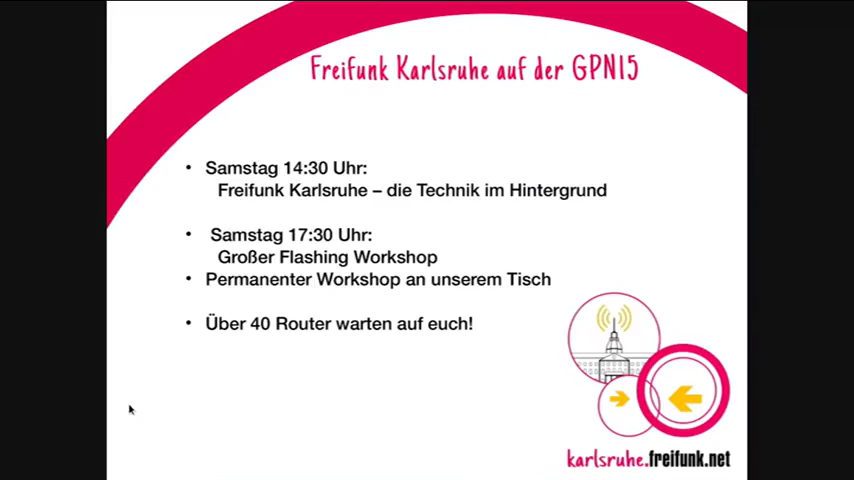 Freifunk Karlsruhe auf der GPN15
• Samstag 14:30 Uhr:
Freifunk Karlsruhe – die Technik im Hintergrund
• Samstag 17:30 Uhr:
Großer Flashing Workshop
• Permanenter Workshop an unserem Tisch
• Über 40 Router warten auf euch!
karlsruhe.freifunk.net